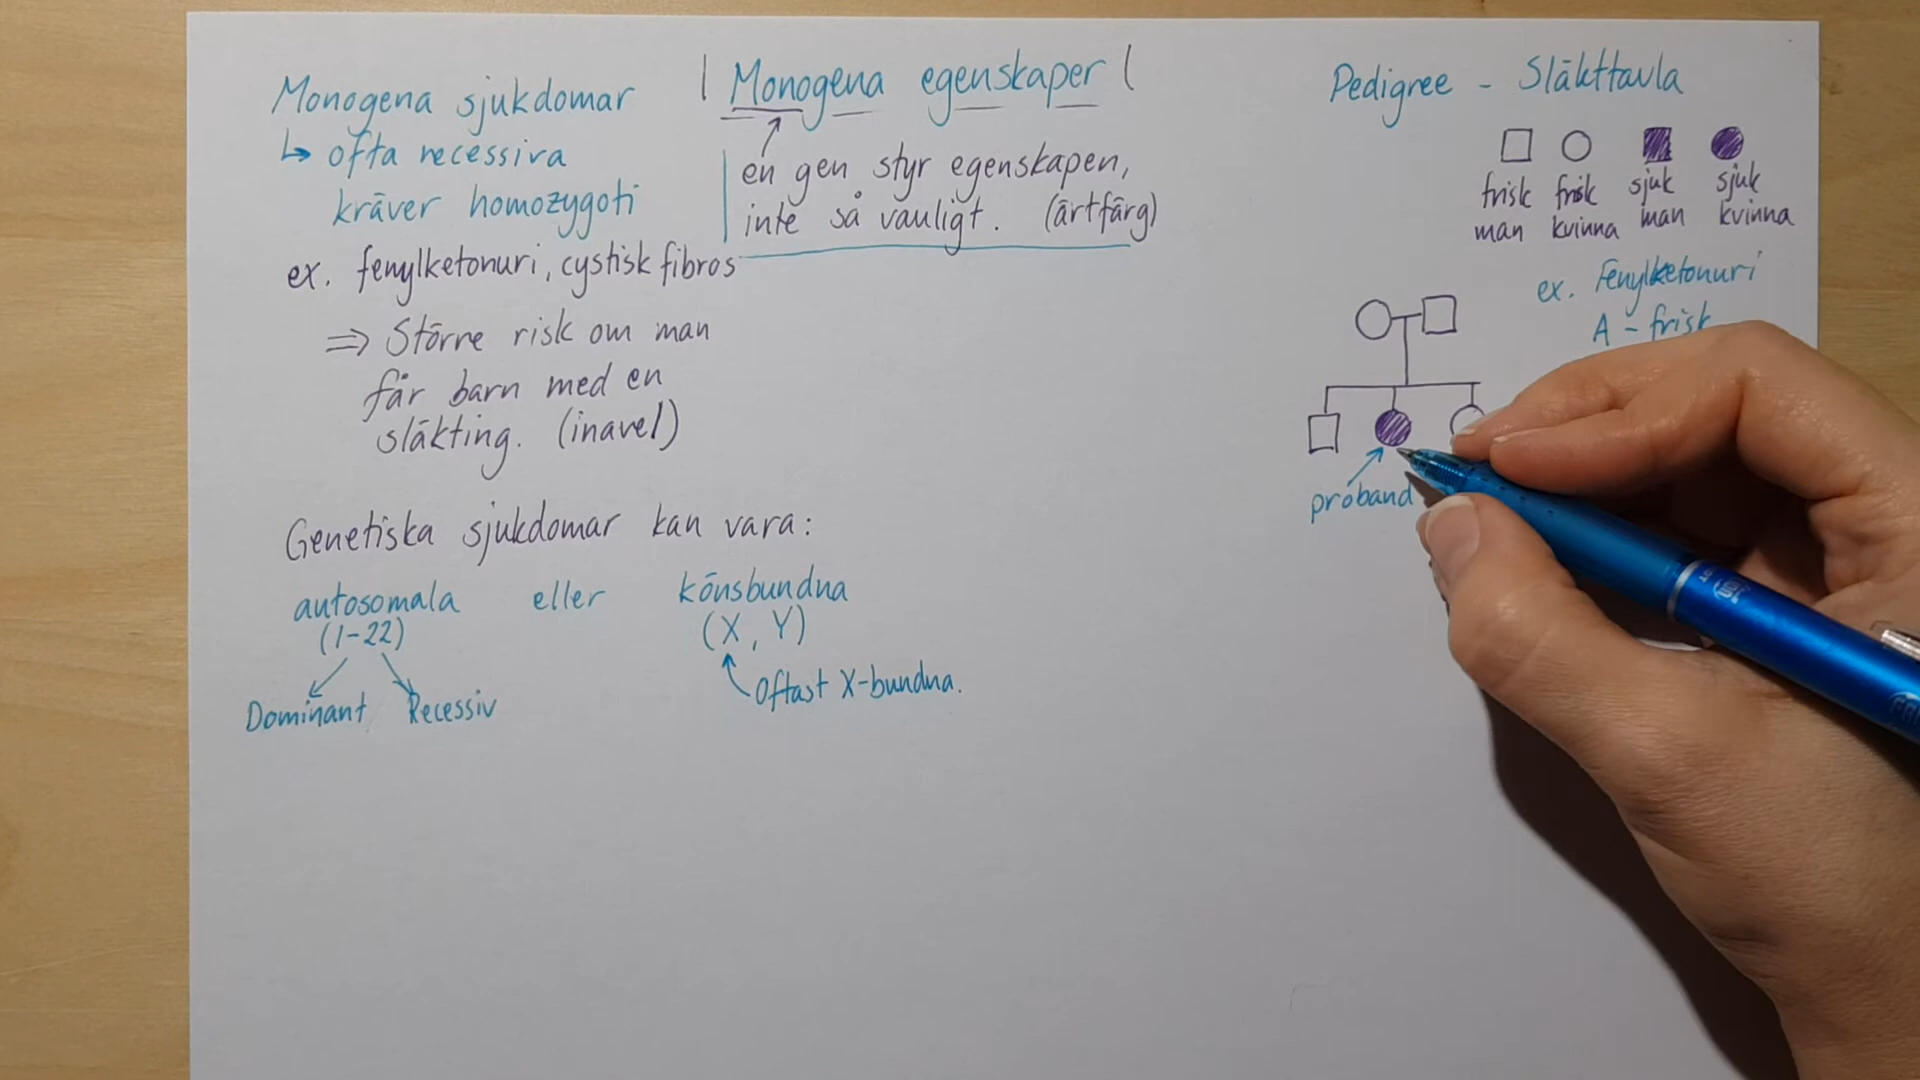 Monogena sjukdomar
↳ ofta recessiva
kräver homozygoti
ex. fenylketonuri, cystisk fibros
⇒ Större risk om man
får barn med en
släkting. (inavel)
Genetiska sjukdomar kan vara:
autosomala eller könsbundna
(1-22) (X, Y)
Dominant Recessiv
Oftast X-bundna.
Monogena egenskaper
en gen styr egenskapen,
inte så vanligt. (ärtfärg)
Pedigree - Släkttavla
frisk man
frisk kvinna
sjuk man
sjuk kvinna
ex. Fenylketonuri
A - frisk
proband